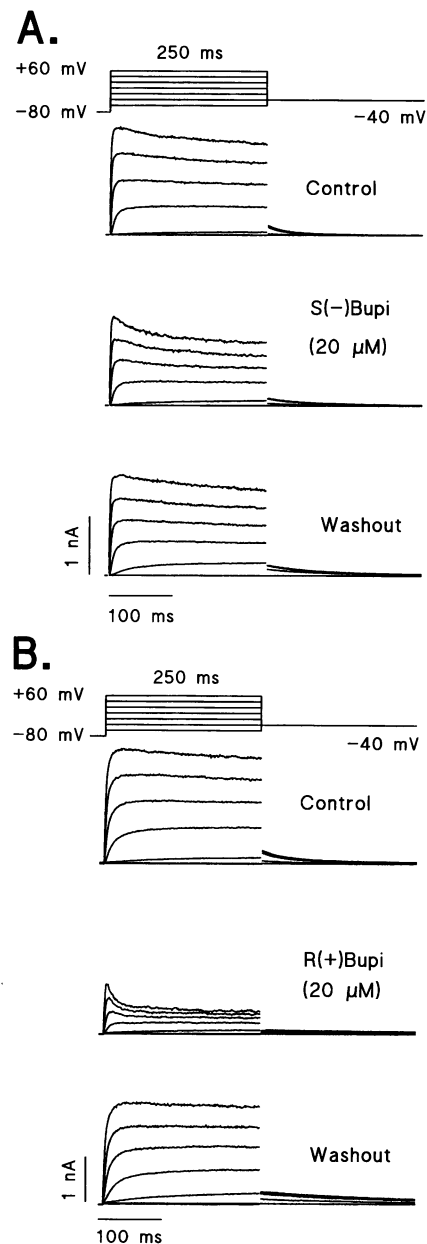 A.
250 ms
+60 mV
−80 mV
−40 mV
Control
S(−)Bupi
(20 µM)
Washout
1 nA
100 ms
B.
250 ms
+60 mV
−80 mV
−40 mV
Control
R(+)Bupi
(20 µM)
Washout
1 nA
100 ms